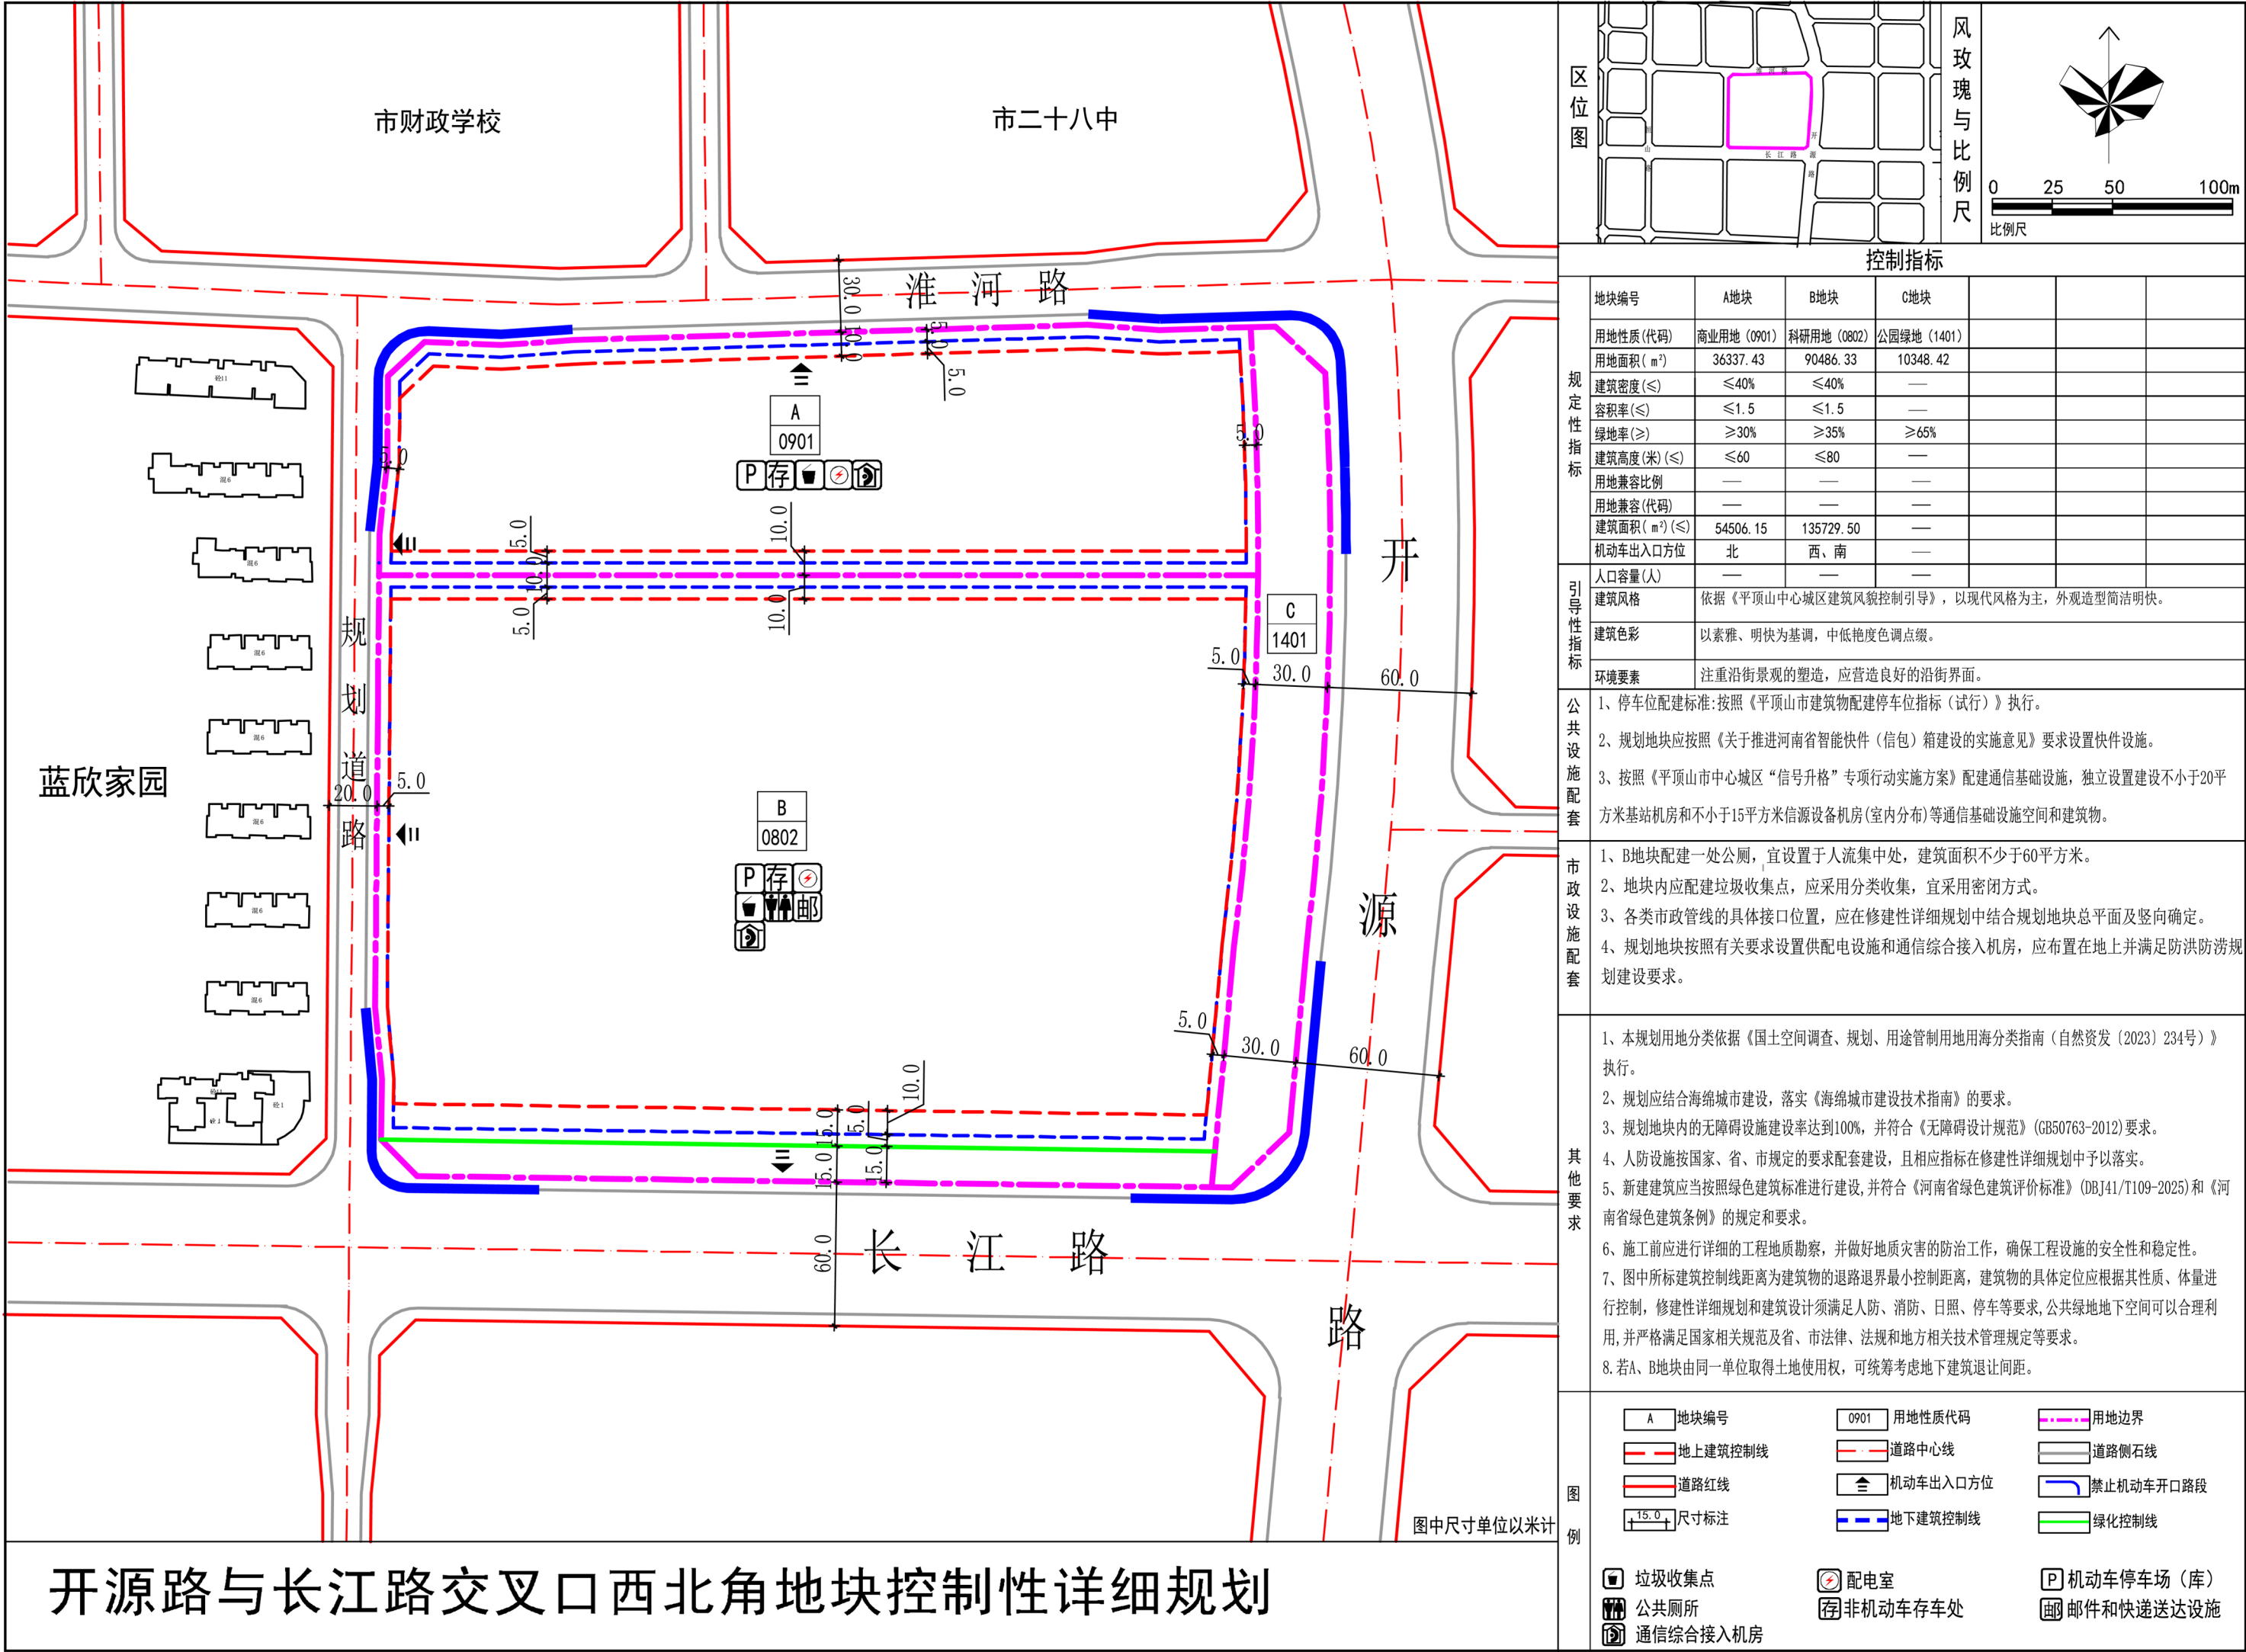 市财政学校
市二十八中
淮河路
30.0
10.0
5.0
5.0
A
0901
P 存
5.0
5.0
5.0
10.0
10.0
5.0
10.0
规划道路
蓝欣家园
砼11
混6
混6
混6
混6
混6
混6
混6
砼11
砼1
砼1
20.0
5.0
B
0802
P 存
邮
C
1401
5.0
30.0
60.0
5.0
30.0
60.0
开源路
10.0
15.0
5.0
15.0
15.0
60.0
长江路
图中尺寸单位以米计
开源路与长江路交叉口西北角地块控制性详细规划
区位图
淮河路
长江路
开源路
风玫瑰与比例尺
0 25 50 100m
比例尺
控制指标
规定性指标
地块编号 A地块 B地块 C地块
用地性质(代码) 商业用地（0901） 科研用地（0802） 公园绿地（1401）
用地面积(㎡) 36337.43 90486.33 10348.42
建筑密度(≤) ≤40% ≤40% ——
容积率(≤) ≤1.5 ≤1.5 ——
绿地率(≥) ≥30% ≥35% ≥65%
建筑高度(米)(≤) ≤60 ≤80 ——
用地兼容比例 —— —— ——
用地兼容(代码) —— —— ——
建筑面积(㎡)(≤) 54506.15 135729.50 ——
机动车出入口方位 北 西、南 ——
引导性指标
人口容量(人) —— —— ——
建筑风格 依据《平顶山中心城区建筑风貌控制引导》，以现代风格为主，外观造型简洁明快。
建筑色彩 以素雅、明快为基调，中低艳度色调点缀。
环境要素 注重沿街景观的塑造，应营造良好的沿街界面。
公共设施配套
1、停车位配建标准:按照《平顶山市建筑物配建停车位指标（试行）》执行。
2、规划地块应按照《关于推进河南省智能快件（信包）箱建设的实施意见》要求设置快件设施。
3、按照《平顶山市中心城区“信号升格”专项行动实施方案》配建通信基础设施，独立设置建设不小于20平
方米基站机房和不小于15平方米信源设备机房(室内分布)等通信基础设施空间和建筑物。
市政设施配套
1、B地块配建一处公厕，宜设置于人流集中处，建筑面积不少于60平方米。
2、地块内应配建垃圾收集点，应采用分类收集，宜采用密闭方式。
3、各类市政管线的具体接口位置，应在修建性详细规划中结合规划地块总平面及竖向确定。
4、规划地块按照有关要求设置供配电设施和通信综合接入机房，应布置在地上并满足防洪防涝规
划建设要求。
其他要求
1、本规划用地分类依据《国土空间调查、规划、用途管制用地用海分类指南（自然资发〔2023〕234号）》
执行。
2、规划应结合海绵城市建设，落实《海绵城市建设技术指南》的要求。
3、规划地块内的无障碍设施建设率达到100%，并符合《无障碍设计规范》(GB50763-2012)要求。
4、人防设施按国家、省、市规定的要求配套建设，且相应指标在修建性详细规划中予以落实。
5、新建建筑应当按照绿色建筑标准进行建设,并符合《河南省绿色建筑评价标准》(DBJ41/T109-2025)和《河
南省绿色建筑条例》的规定和要求。
6、施工前应进行详细的工程地质勘察，并做好地质灾害的防治工作，确保工程设施的安全性和稳定性。
7、图中所标建筑控制线距离为建筑物的退路退界最小控制距离，建筑物的具体定位应根据其性质、体量进
行控制，修建性详细规划和建筑设计须满足人防、消防、日照、停车等要求,公共绿地地下空间可以合理利
用,并严格满足国家相关规范及省、市法律、法规和地方相关技术管理规定等要求。
8.若A、B地块由同一单位取得土地使用权，可统筹考虑地下建筑退让间距。
图例
A 地块编号 0901 用地性质代码 用地边界
地上建筑控制线 道路中心线 道路侧石线
道路红线 机动车出入口方位 禁止机动车开口路段
15.0 尺寸标注 地下建筑控制线 绿化控制线
垃圾收集点 配电室 P 机动车停车场（库）
公共厕所 存 非机动车存车处 邮 邮件和快递送达设施
通信综合接入机房